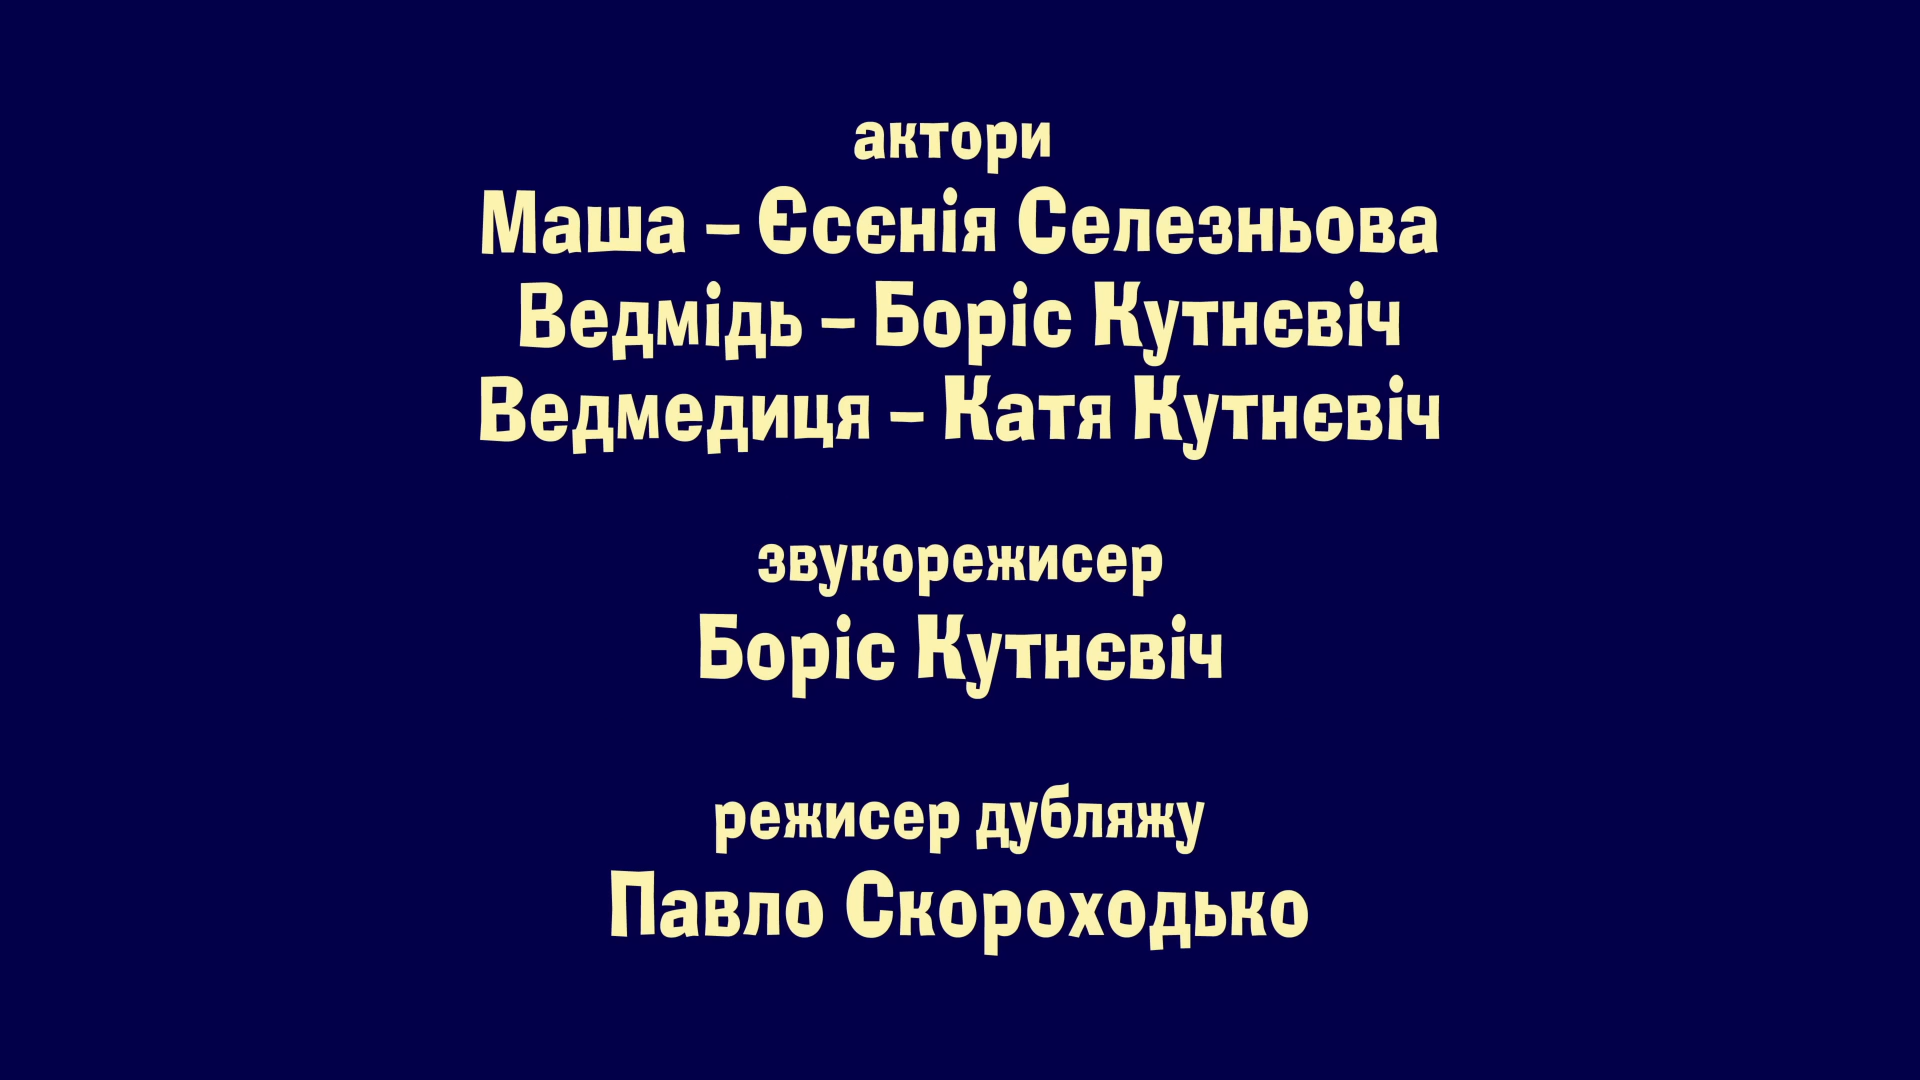 актори
Маша – Єсєнія Селезньова
Ведмідь – Боріс Кутнєвіч
Ведмедиця – Катя Кутнєвіч
звукорежисер
Боріс Кутнєвіч
режисер дубляжу
Павло Скороходько